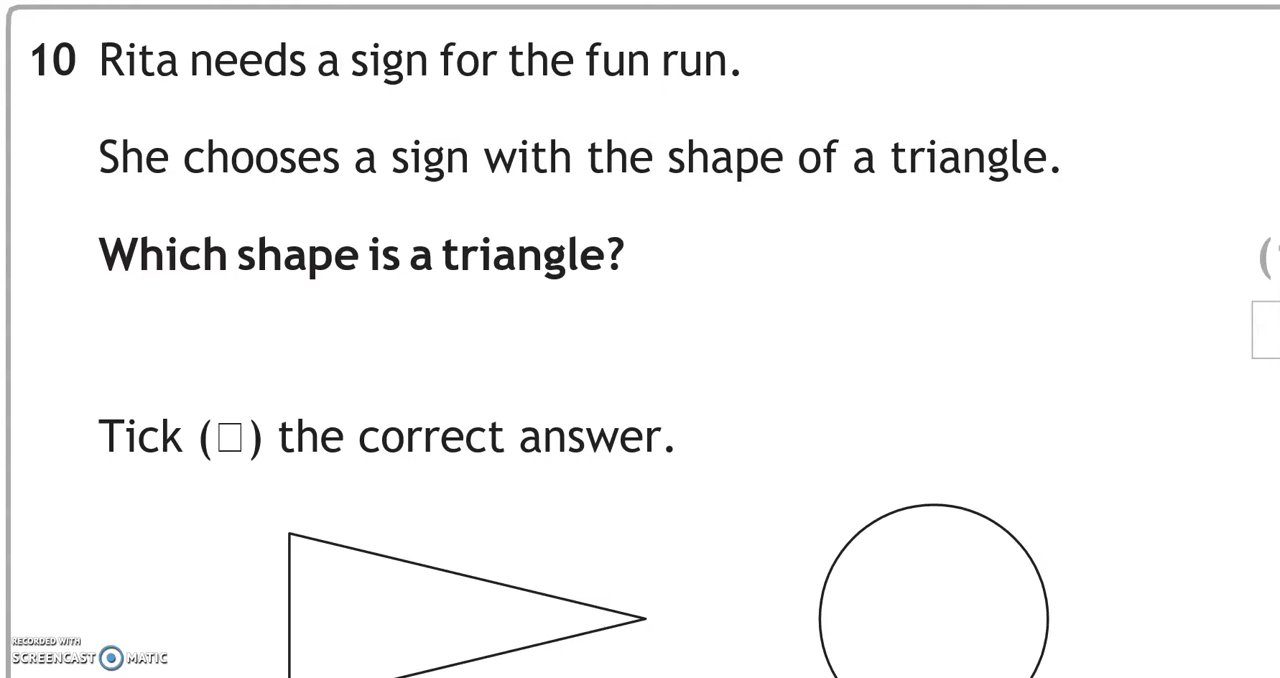 10 Rita needs a sign for the fun run.
She chooses a sign with the shape of a triangle.
Which shape is a triangle?
(
Tick (□) the correct answer.
RECORDED WITH
SCREENCAST MATIC